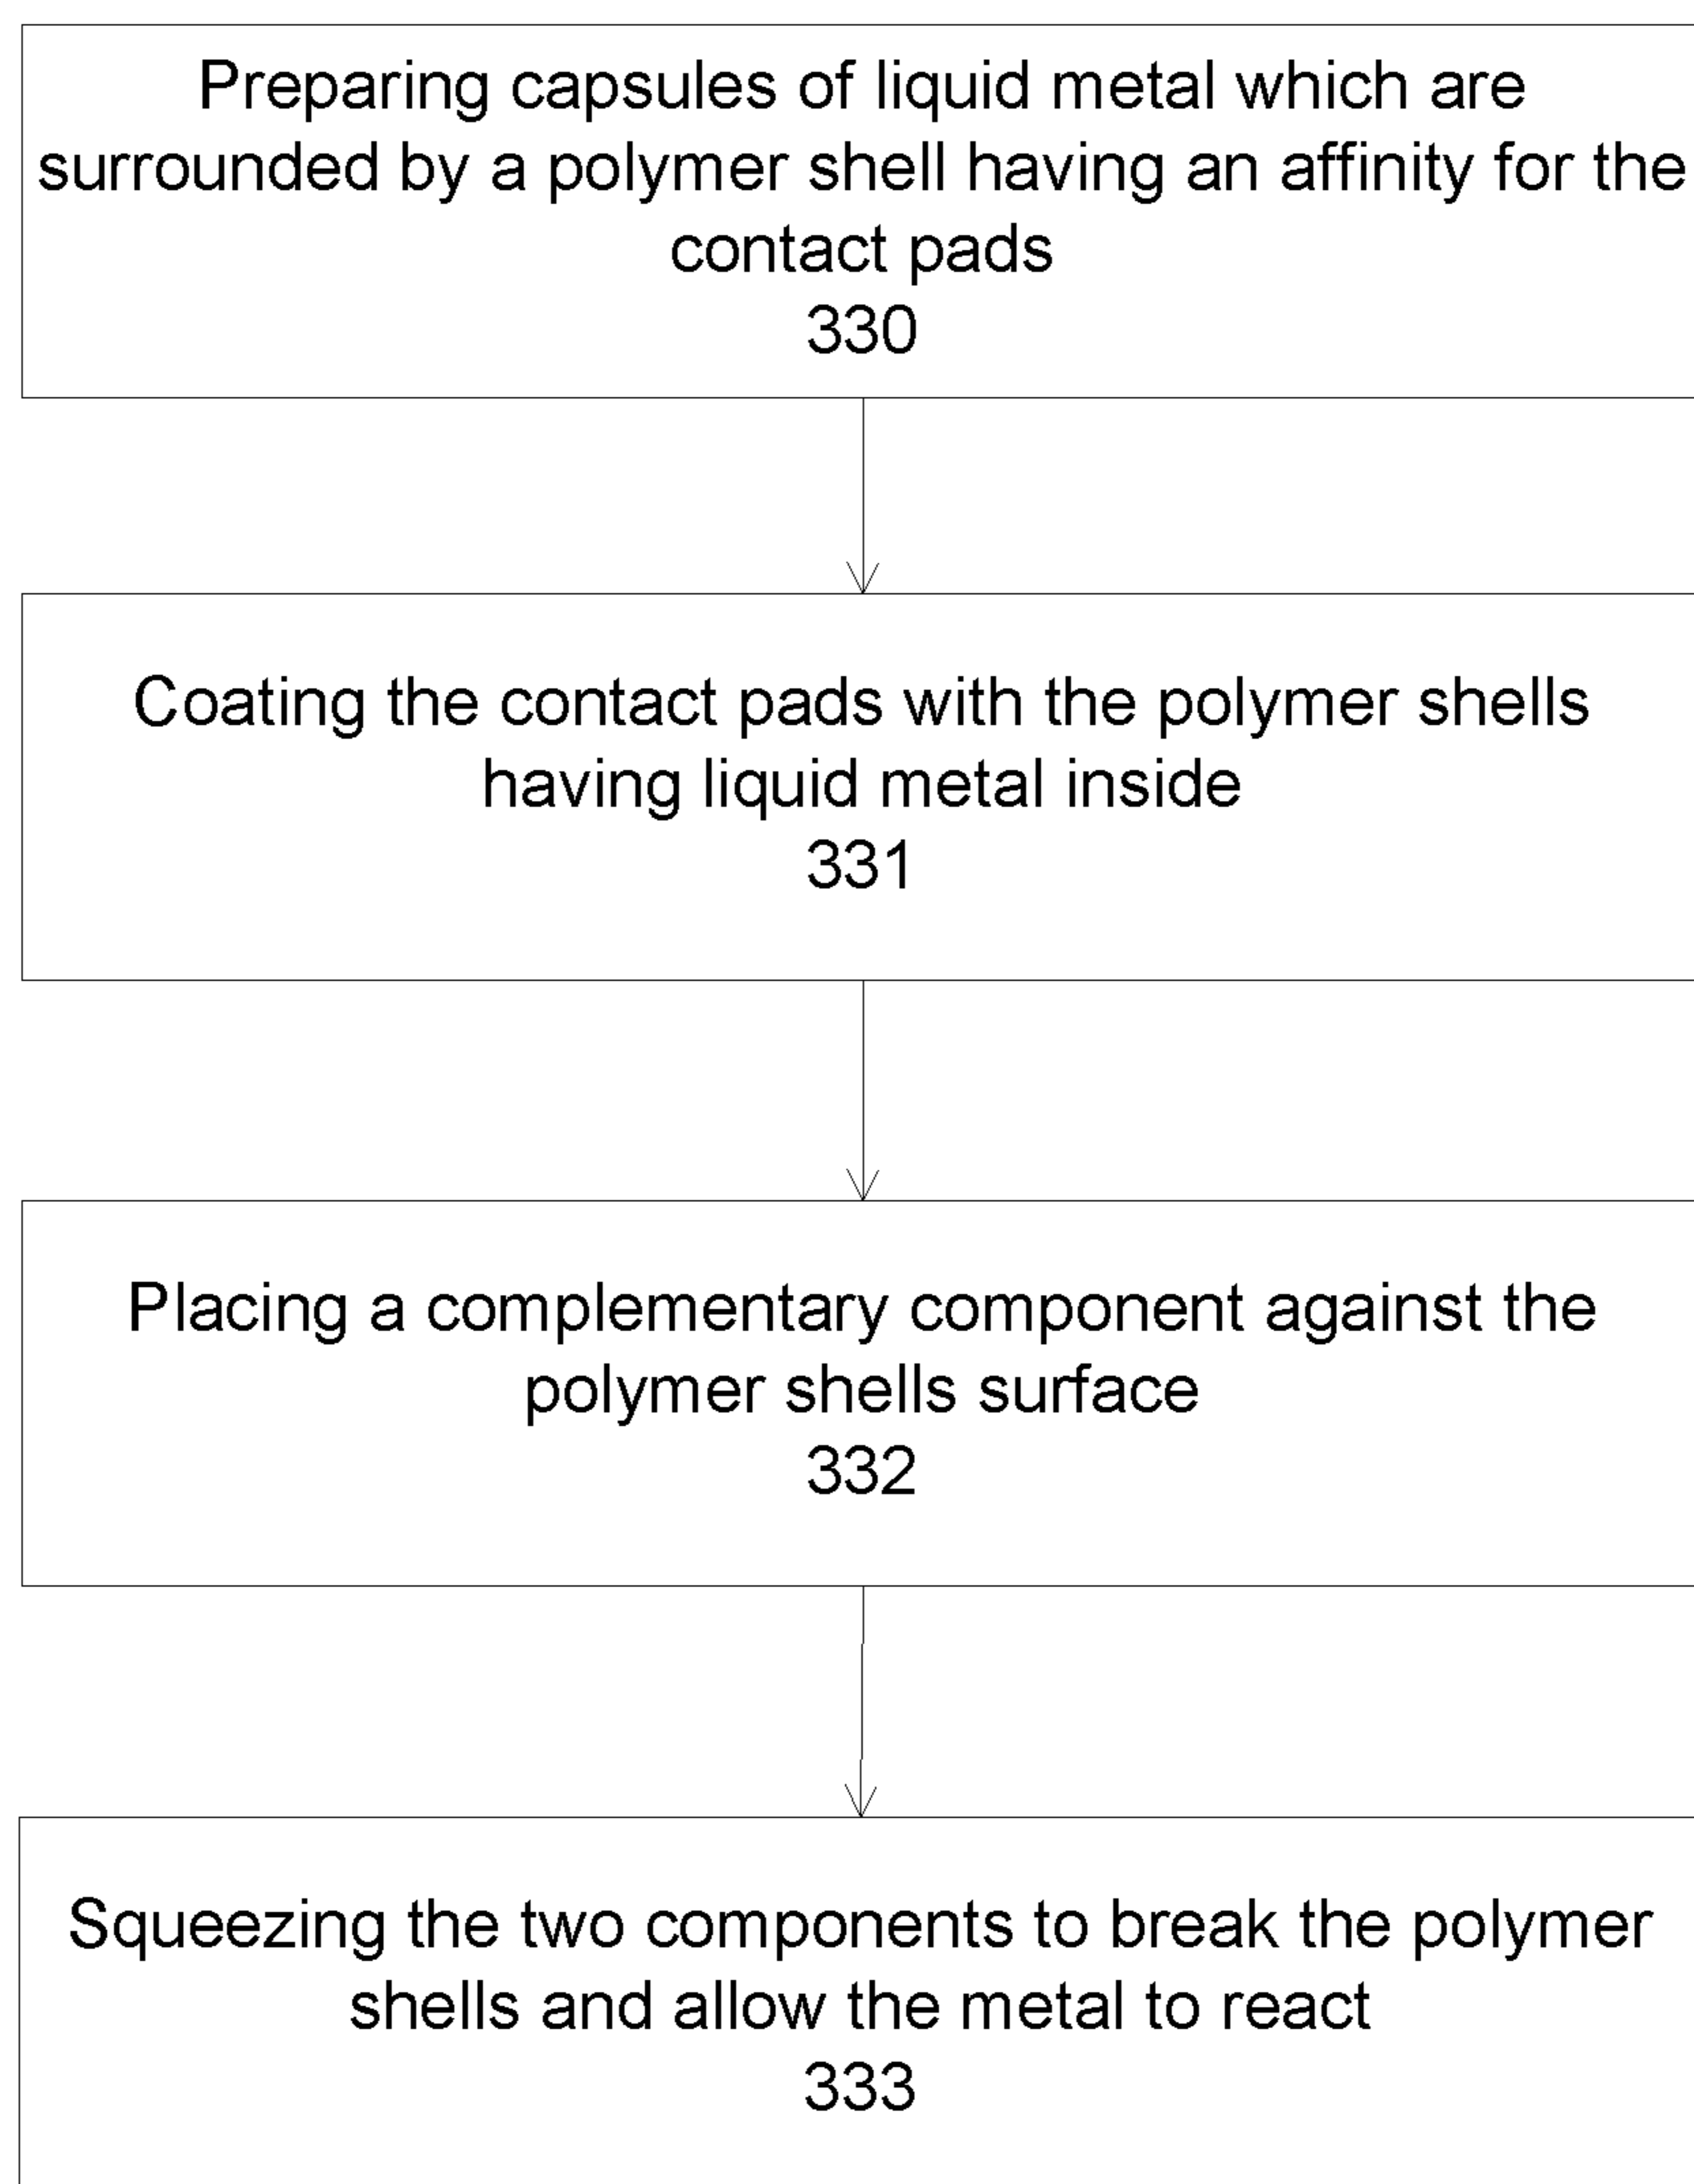 Preparing capsules of liquid metal which are
surrounded by a polymer shell having an affinity for the
contact pads
330
Coating the contact pads with the polymer shells
having liquid metal inside
331
Placing a complementary component against the
polymer shells surface
332
Squeezing the two components to break the polymer
shells and allow the metal to react
333